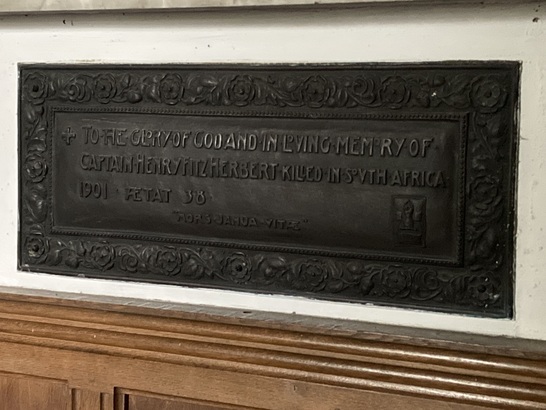 + TO THE GLORY OF GOD AND IN LOVING MEMORY OF
CAPTAIN HENRY FITZHERBERT KILLED IN SOVTH AFRICA
1901 ÆTAT 38
"MORS JANUA VITÆ"